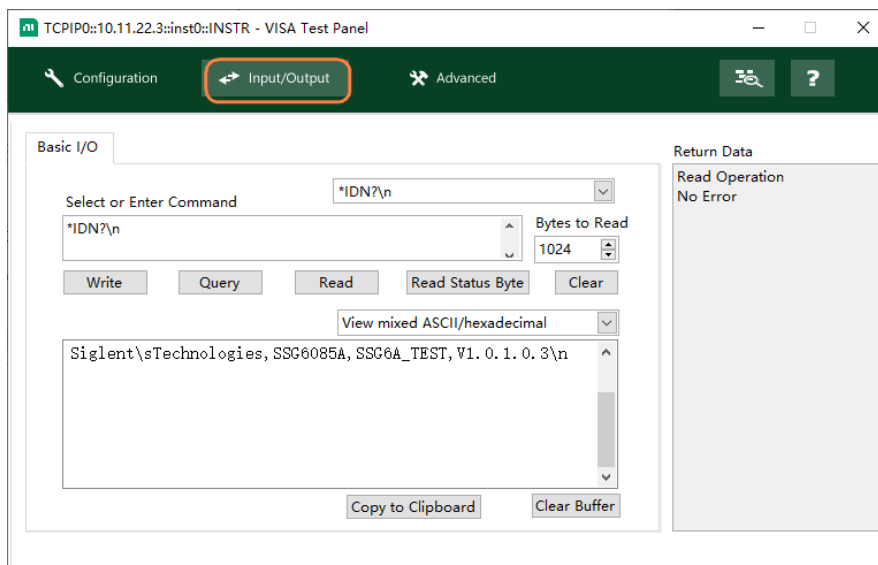 TCPIP0::10.11.22.3::inst0::INSTR - VISA Test Panel
Configuration
Input/Output
Advanced
?
Basic I/O
Select or Enter Command
*IDN?\n
*IDN?\n
Bytes to Read
1024
Write
Query
Read
Read Status Byte
Clear
View mixed ASCII/hexadecimal
Siglent\sTechnologies,SSG6085A,SSG6A_TEST,V1.0.1.0.3\n
Copy to Clipboard
Clear Buffer
Return Data
Read Operation
No Error